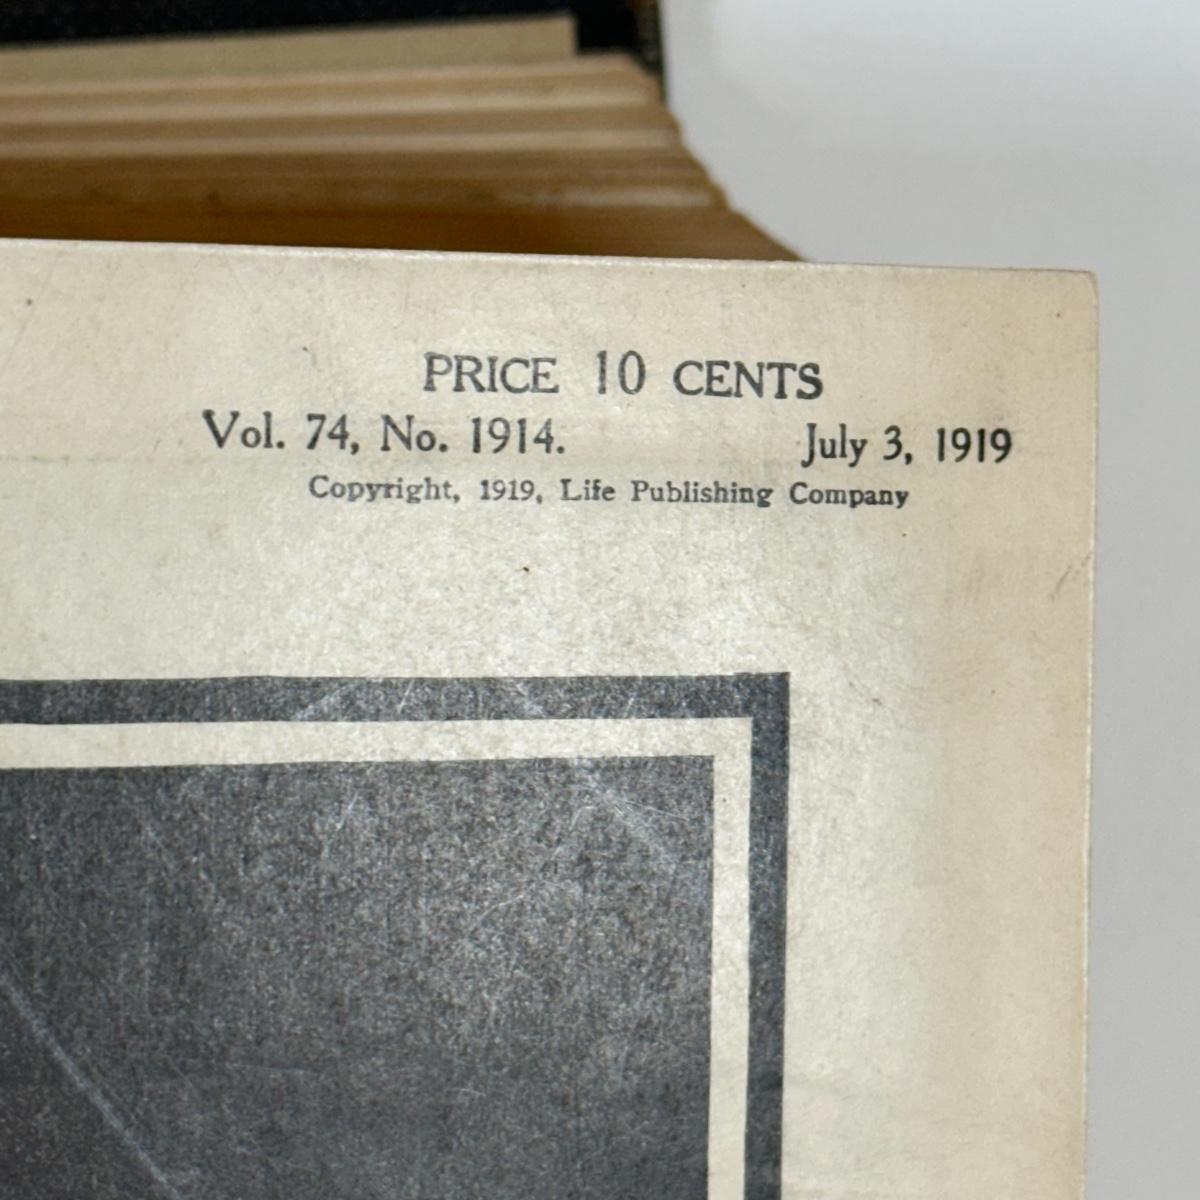 PRICE 10 CENTS
Vol. 74, No. 1914. July 3, 1919
Copyright, 1919, Life Publishing Company